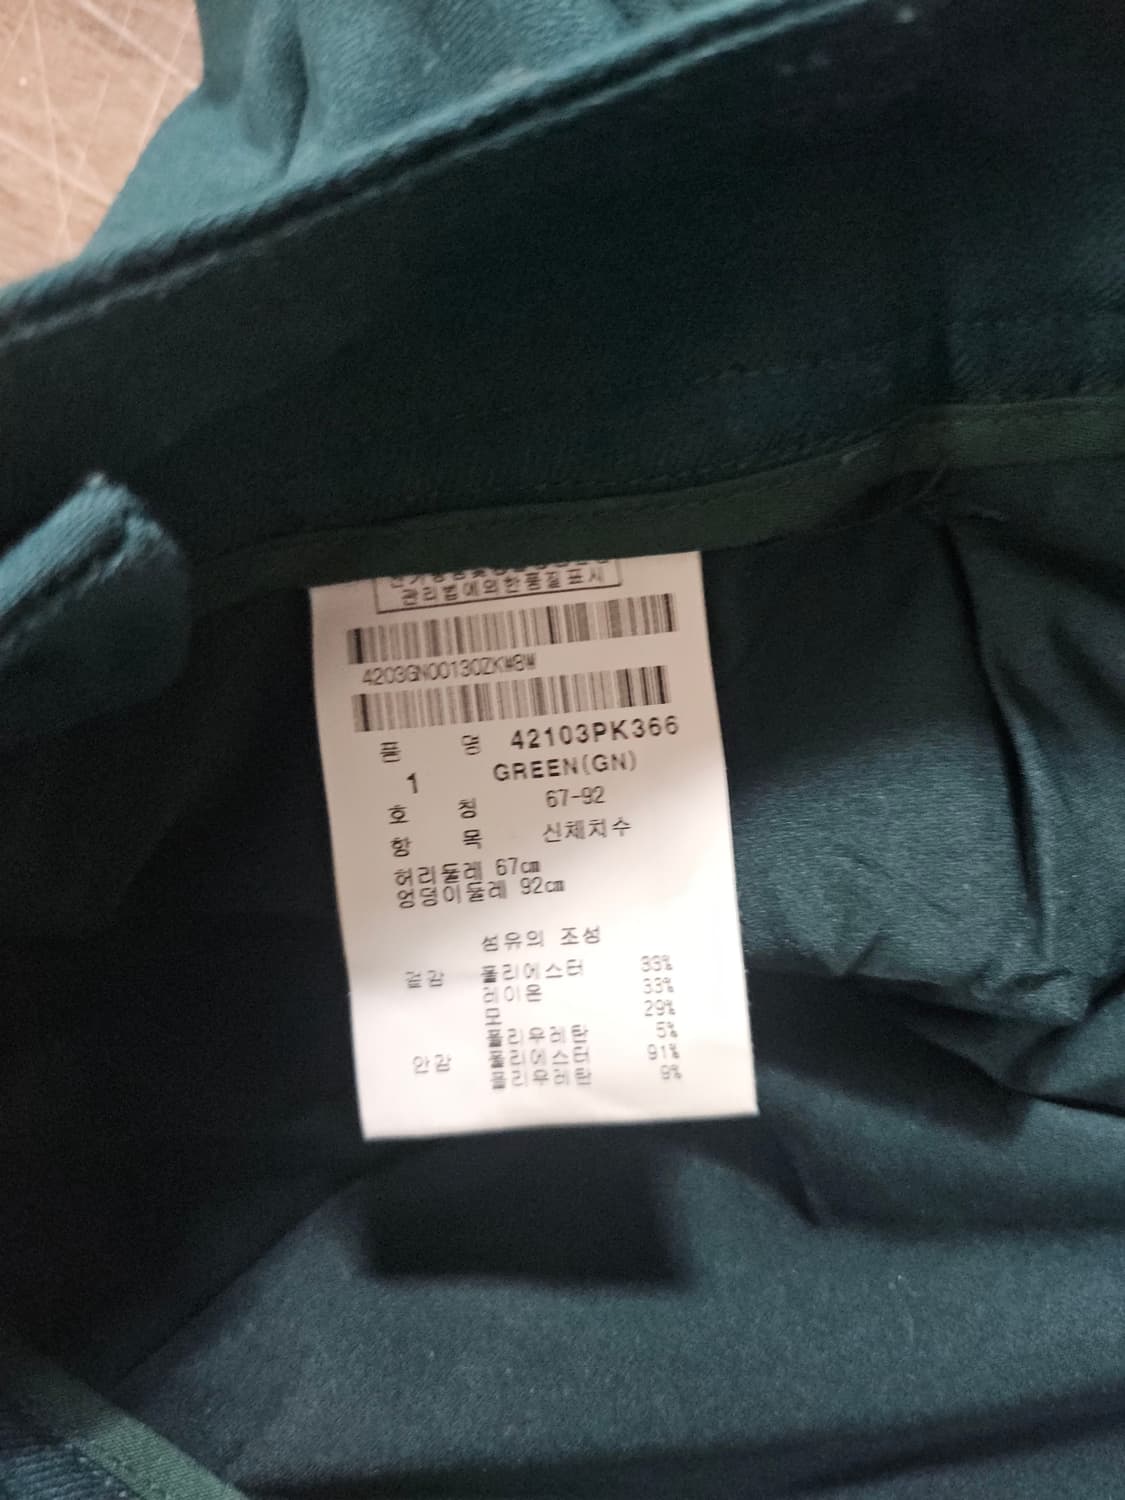 관리법에의한품질표시
4203GN00130ZKW8W
품 명 42103PK366
1 GREEN(GN)
호 칭 67-92
항 목 신체치수
허리둘레 67㎝
엉덩이둘레 92㎝
섬유의 조성
겉감 폴리에스터 33%
레이온 33%
모 29%
폴리우레탄 5%
안감 폴리에스터 91%
폴리우레탄 9%